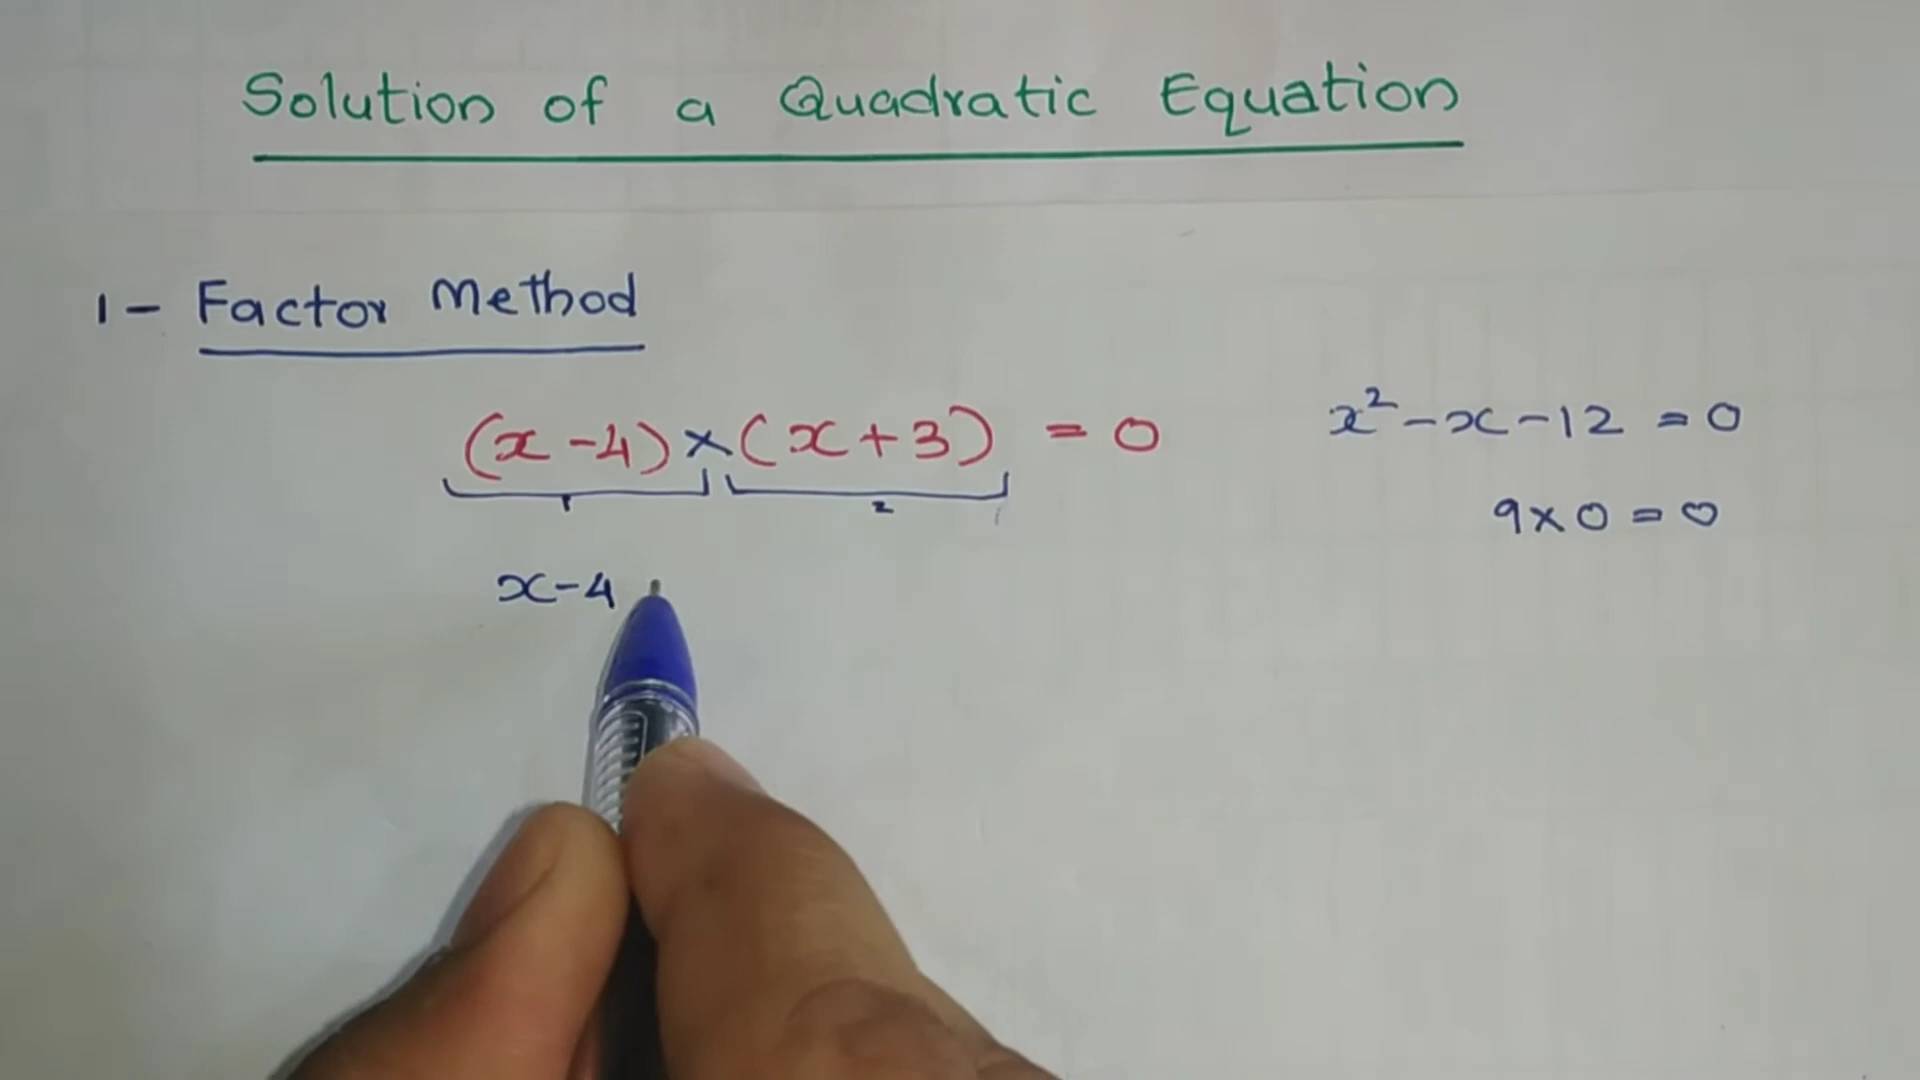 Solution of a Quadratic Equation
1- Factor Method
(x-4)×(x+3) = 0
1 2
x²-x-12 = 0
9×0 = 0
x-4